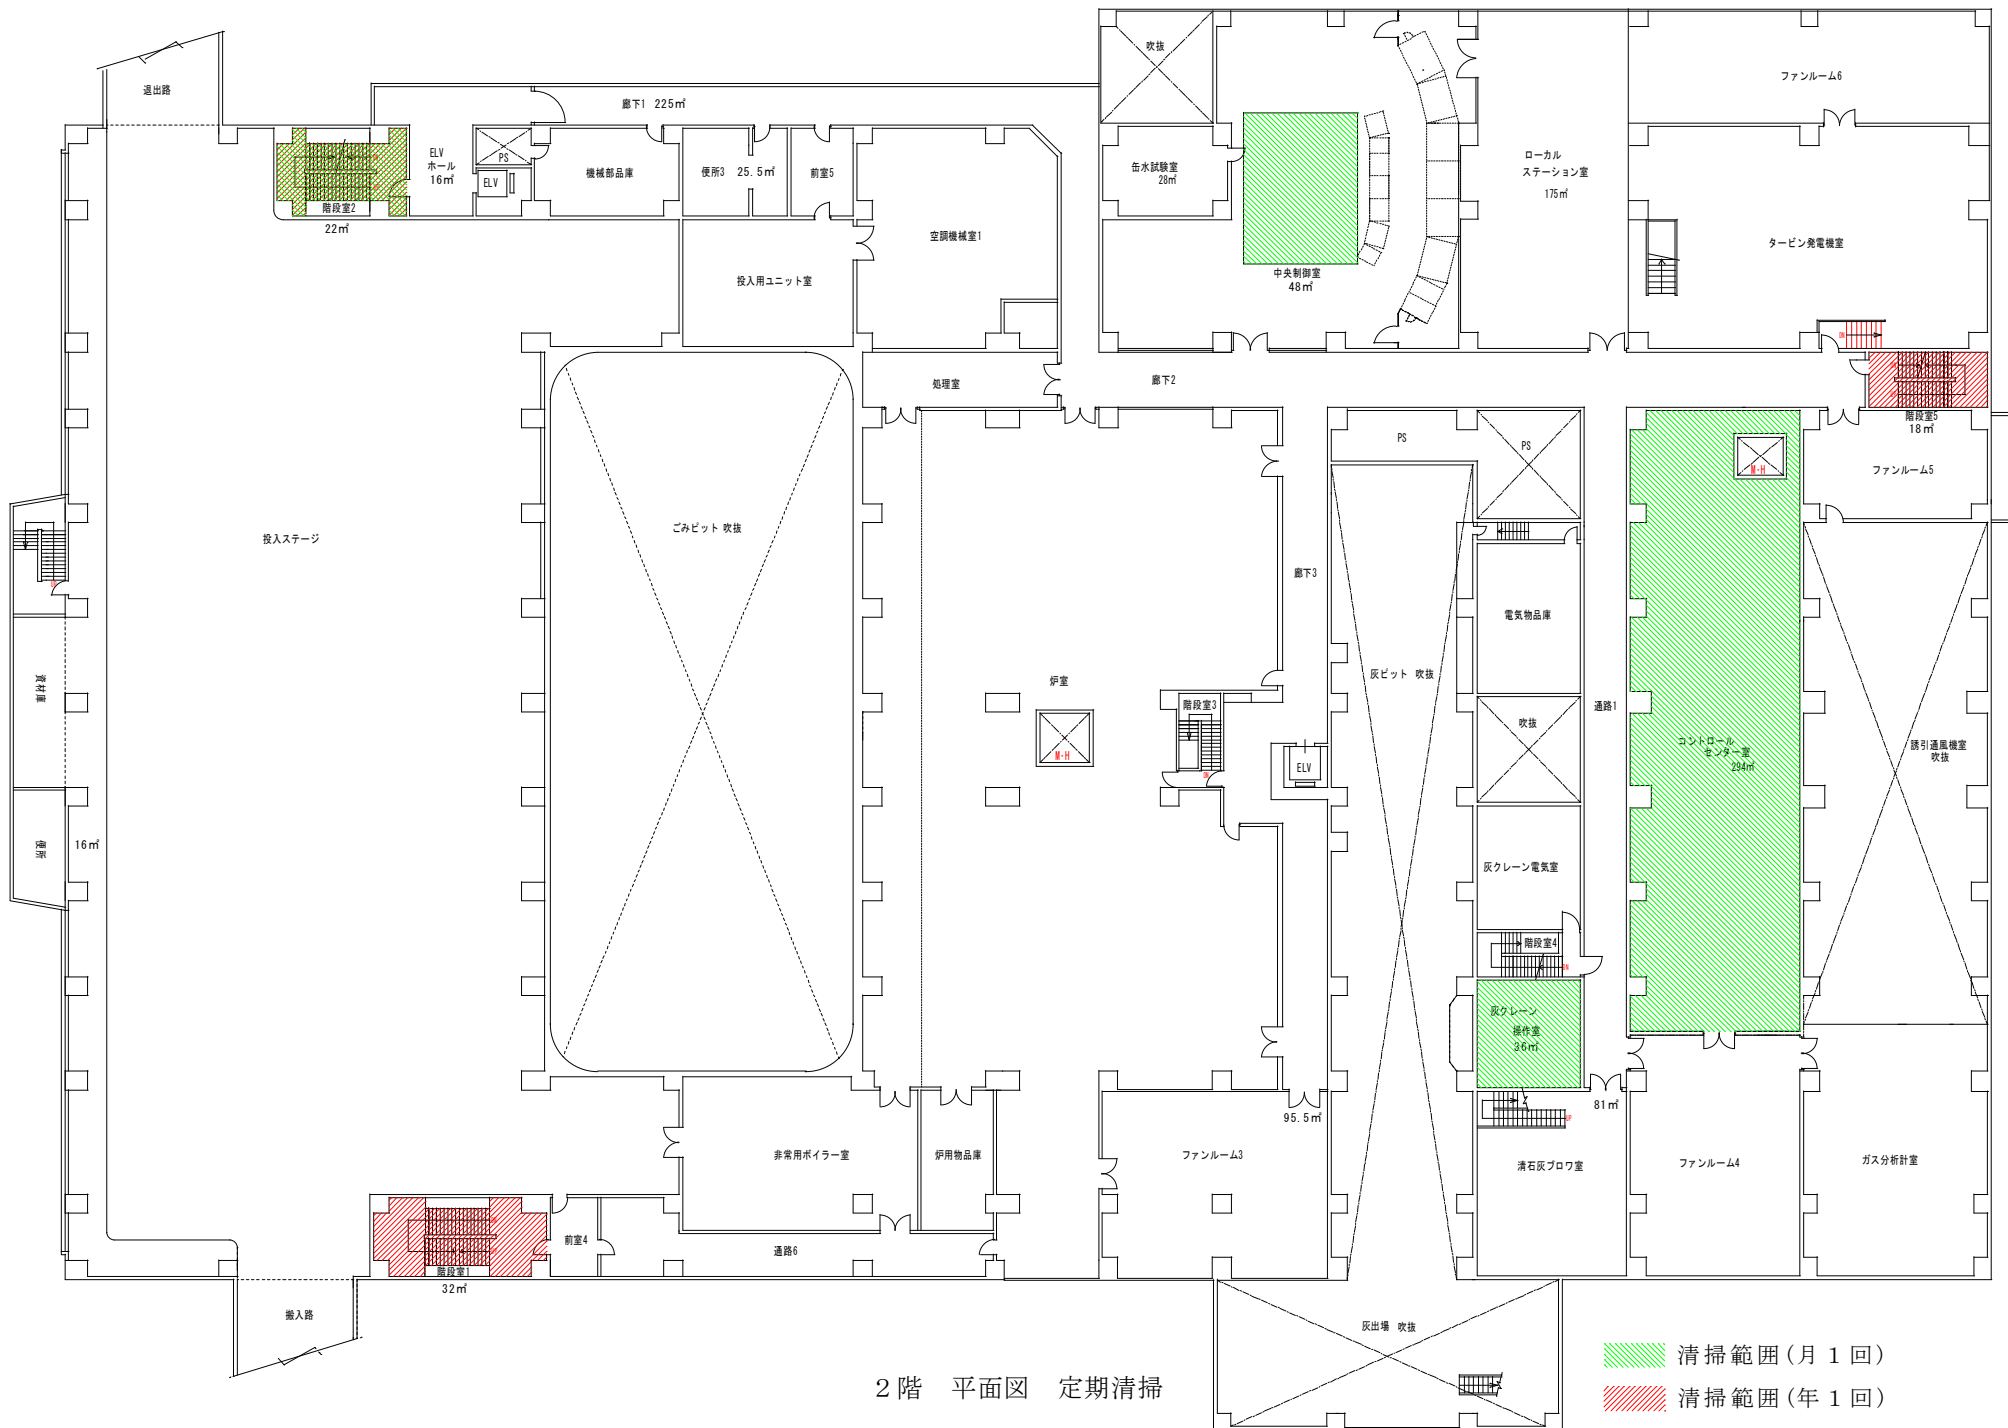 吹抜
ファンルーム6
退出路
廊下1 225㎡
ELV
ホール
16㎡
PS
ELV
機械部品庫
便所3 25.5㎡
前室5
缶水試験室
28㎡
ローカル
ステーション室
175㎡
階段室2
22㎡
空調機械室1
タービン発電機室
投入用ユニット室
中央制御室
48㎡
DN
処理室
廊下2
階段室5
18㎡
PS
PS
M-H
ファンルーム5
ごみピット 吹抜
投入ステージ
廊下3
UP
電気物品庫
資材庫
炉室
灰ピット 吹抜
階段室3
通路1
吹抜
M-H
コントロール
センター室
294㎡
誘引通風機室
吹抜
ELV
DN
便所
16㎡
灰クレーン電気室
階段室4
DN
灰クレーン
操作室
36㎡
95.5㎡
81㎡
UP
非常用ボイラー室
炉用物品庫
ファンルーム3
清石灰ブロワ室
ファンルーム4
ガス分析計室
前室4
通路6
階段室1
32㎡
搬入路
灰出場 吹抜
清掃範囲(月1回)
2階 平面図 定期清掃
清掃範囲(年1回)